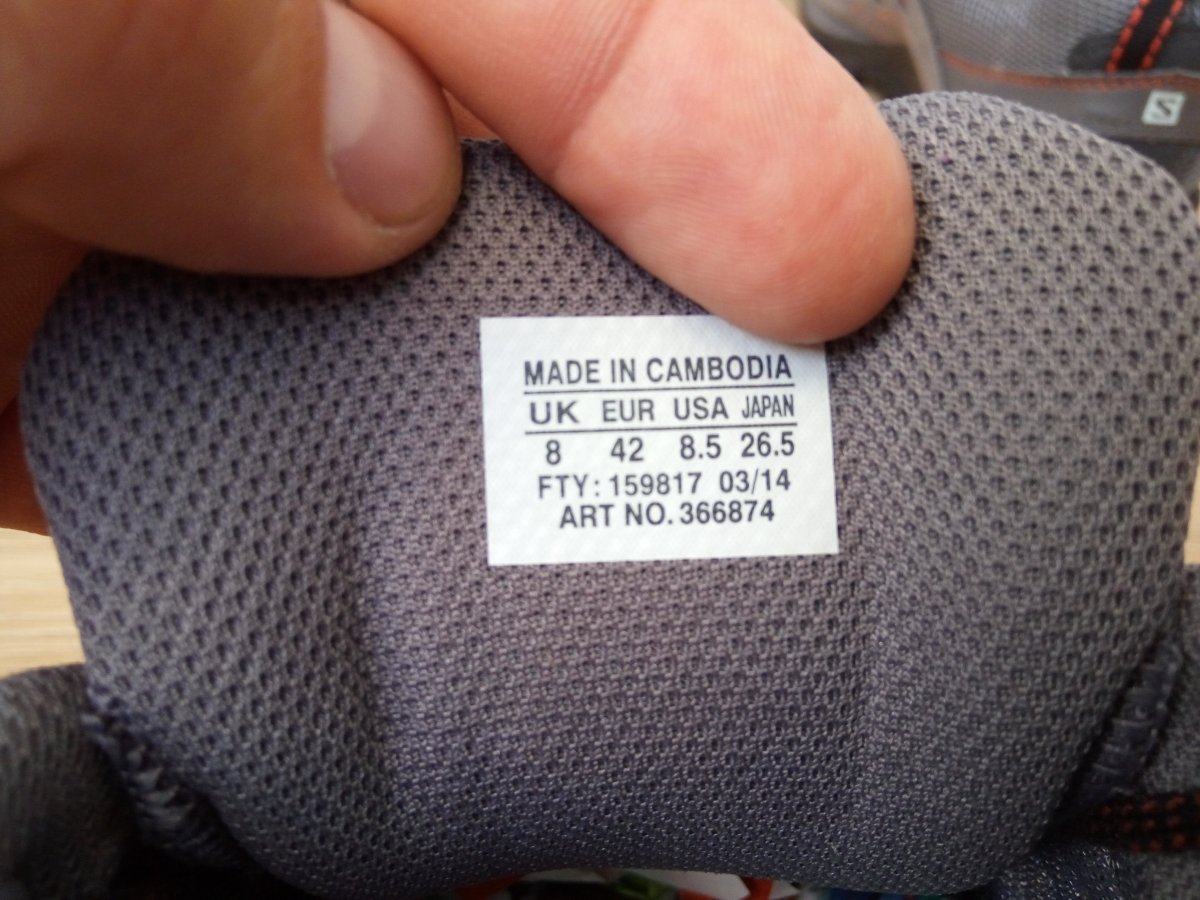 MADE IN CAMBODIA
UK EUR USA JAPAN
8 42 8.5 26.5
FTY: 159817 03/14
ART NO. 366874
S